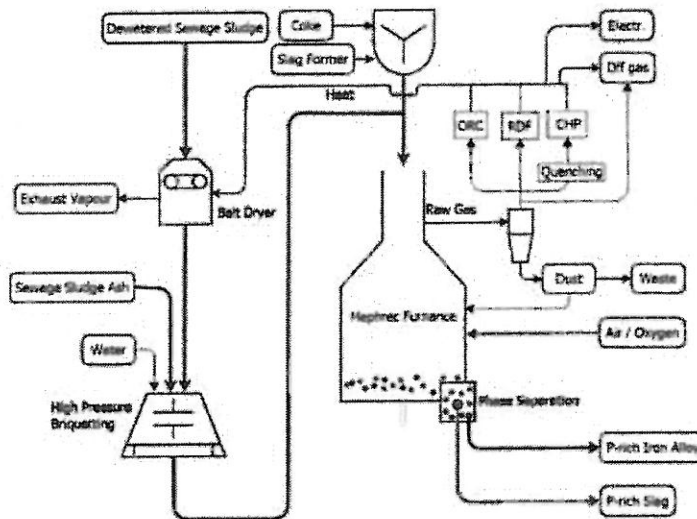 Dewatered Sewage Sludge
Coke
Slag Former
Electr.
Off gas
Heat
ORC
RDF
CHP
Quenching
Exhaust Vapour
Belt Dryer
Raw Gas
Sewage Sludge Ash
Dust
Waste
Mephrec Furnance
Air / Oxygen
Water
High Pressure
Briquetting
Phase Separation
P-rich Iron Alloy
P-rich Slag